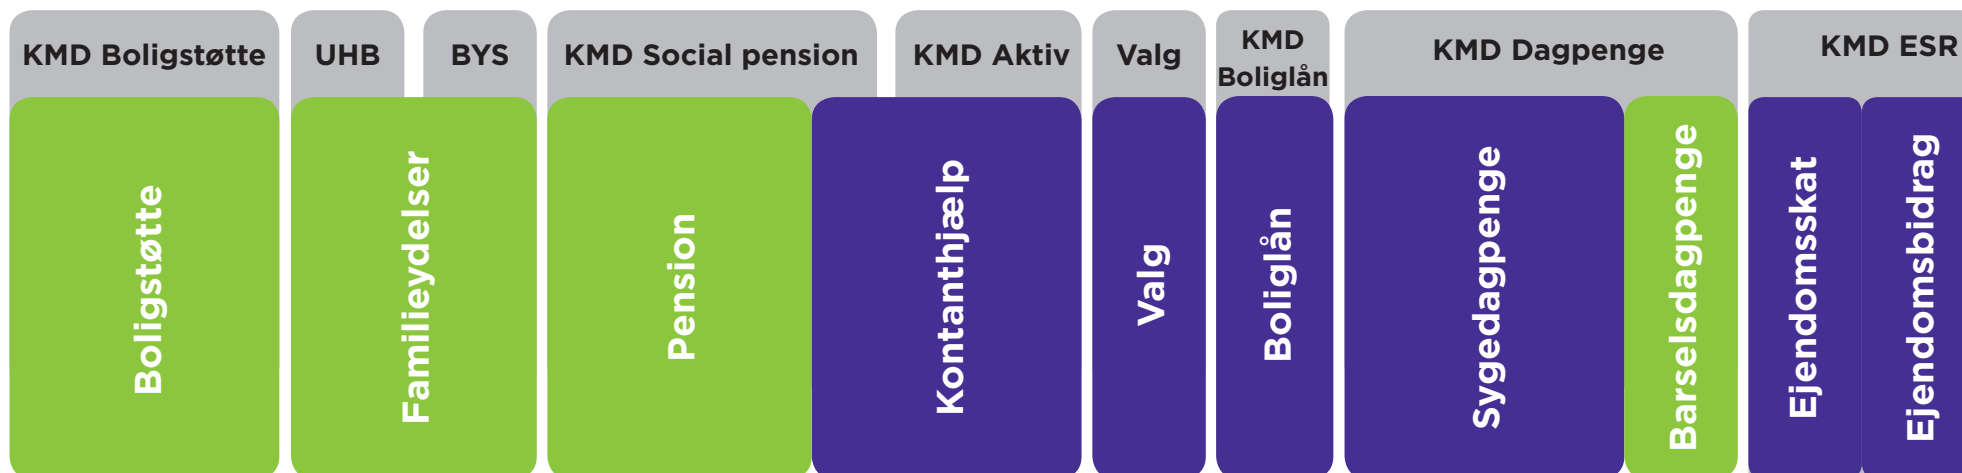 KMD Boligstøtte
UHB
BYS
KMD Social pension
KMD Aktiv
Valg
KMD
Boliglån
KMD Dagpenge
KMD ESR
Boligstøtte
Familieydelser
Pension
Kontanthjælp
Valg
Boliglån
Sygedagpenge
Barselsdagpenge
Ejendomsskat
Ejendomsbidrag